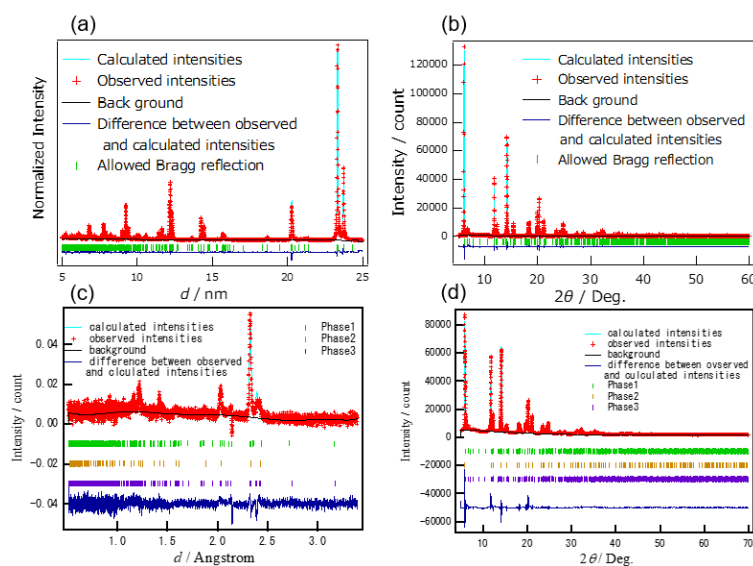 (a)
Calculated intensities
Observed intensities
Back ground
Difference between observed
and calculated intensities
Allowed Bragg reflection
Normalized Intensity
5
10
15
20
25
d / nm
(b)
120000
100000
80000
60000
40000
20000
0
Calculated intensities
Observed intensities
Back ground
Difference between observed
and calculated intensities
Allowed Bragg reflection
Intensity / count
10
20
30
40
50
60
2θ / Deg.
(c)
calculated intensities
observed intensities
background
difference between observed
and cloulated intensities
Phase1
Phase2
Phase3
0.04
0.02
0.00
−0.02
−0.04
Intensity / count
1.0
1.5
2.0
2.5
3.0
d / Angstrom
(d)
80000
60000
40000
20000
0
−20000
−40000
−60000
calculated intensities
observed intensities
background
difference between osverved
and culculated intensities
Phase1
Phase2
Phase3
Intensity / count
10
20
30
40
50
60
70
2θ / Deg.